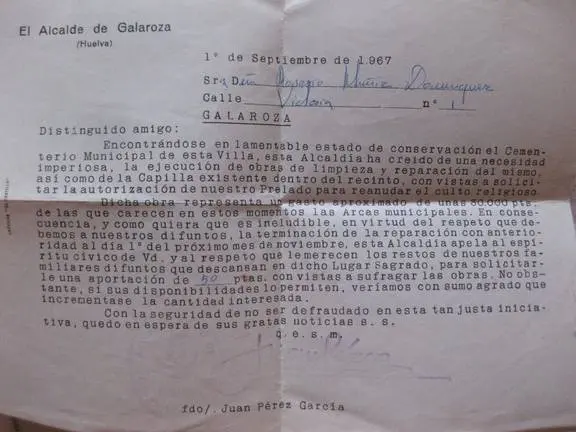 El Alcalde de Galaroza
(Huelva)
1º de Septiembre de 1.967
Sr. Dña Rosario Muñiz Domínguez
Calle Victoria nº 1
GALAROZA
Distinguido amigo:
Encontrándose en lamentable estado de conservación el Cemen-
terio Municipal de esta Villa, esta Alcaldía ha creido de una necesidad
imperiosa, la ejecución de obras de limpieza y reparación del mismo,
así como de la Capilla existente dentro del recinto, con vistas a solici-
tar la autorización de nuestro Prelado para reanudar el culto religioso.
Dicha obra representa un gasto aproximado de unas 30.000 pts.
de las que carecen en estos momentos las Arcas municipales. En conse-
cuencia, y como quiera que es ineludible, en virtud del respeto que de-
bemos a nuestros difuntos, la terminación de la reparación con anterio-
ridad al día 1º del próximo mes de noviembre, esta Alcaldía apela al espí-
ritu cívico de Vd. y al respeto que le merecen los restos de nuestros fa-
miliares difuntos que descansan en dicho Lugar Sagrado, para solicitar-
le una aportación de 50 ptas. con vistas a sufragar las obras. No obs-
tante, si sus disponibilidades lo permiten, veríamos con sumo agrado que
incrementase la cantidad interesada.
Con la seguridad de no ser defraudado en esta tan justa inicia-
tiva, quedo en espera de sus gratas noticias s. s.
q. e. s. m.
fdo/. Juan Pérez García